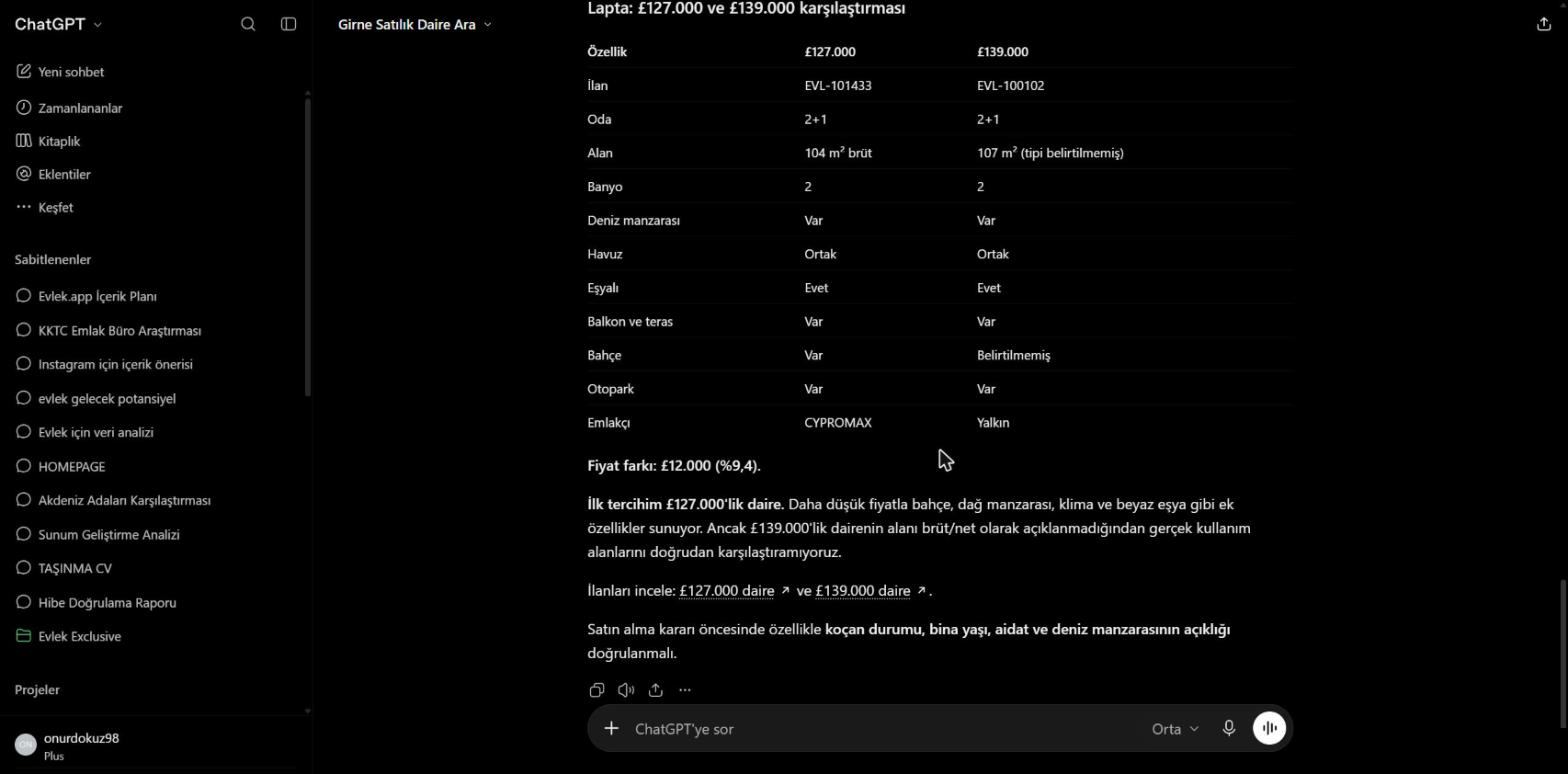 ChatGPT
Yeni sohbet
Zamanlananlar
Kitaplık
Eklentiler
Keşfet
Sabitlenenler
Evlek.app İçerik Planı
KKTC Emlak Büro Araştırması
Instagram için içerik önerisi
evlek gelecek potansiyel
Evlek için veri analizi
HOMEPAGE
Akdeniz Adaları Karşılaştırması
Sunum Geliştirme Analizi
TAŞINMA CV
Hibe Doğrulama Raporu
Evlek Exclusive
Projeler
ON
onurdokuz98
Plus
Girne Satılık Daire Ara
Lapta: £127.000 ve £139.000 karşılaştırması
Özellik £127.000 £139.000
İlan EVL-101433 EVL-100102
Oda 2+1 2+1
Alan 104 m² brüt 107 m² (tipi belirtilmemiş)
Banyo 2 2
Deniz manzarası Var Var
Havuz Ortak Ortak
Eşyalı Evet Evet
Balkon ve teras Var Var
Bahçe Var Belirtilmemiş
Otopark Var Var
Emlakçı CYPROMAX Yalkın
Fiyat farkı: £12.000 (%9,4).
İlk tercihim £127.000'lik daire. Daha düşük fiyatla bahçe, dağ manzarası, klima ve beyaz eşya gibi ek
özellikler sunuyor. Ancak £139.000'lik dairenin alanı brüt/net olarak açıklanmadığından gerçek kullanım
alanlarını doğrudan karşılaştıramıyoruz.
İlanları incele: £127.000 daire ↗ ve £139.000 daire ↗.
Satın alma kararı öncesinde özellikle koçan durumu, bina yaşı, aidat ve deniz manzarasının açıklığı
doğrulanmalı.
ChatGPT'ye sor
Orta